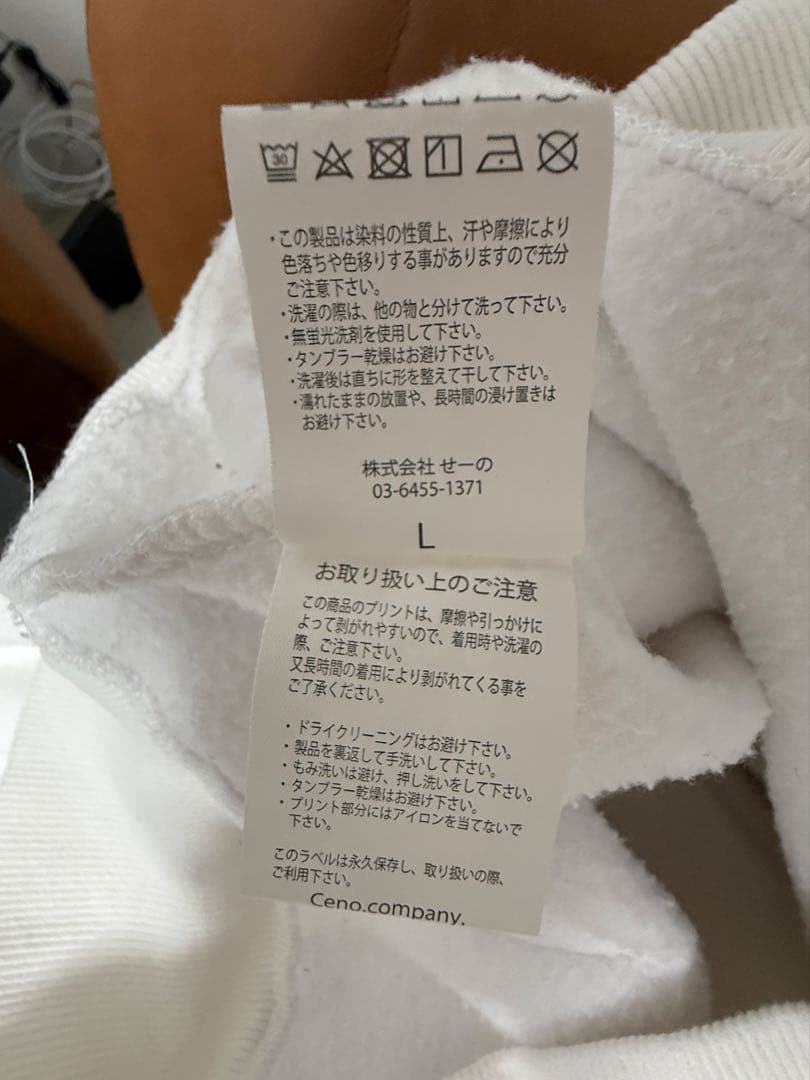 30
・この製品は染料の性質上、汗や摩擦により
色落ちや色移りする事がありますので充分
ご注意下さい。
・洗濯の際は、他の物と分けて洗って下さい。
・無蛍光洗剤を使用して下さい。
・タンブラー乾燥はお避け下さい。
・洗濯後は直ちに形を整えて干して下さい。
・濡れたままの放置や、長時間の浸け置きは
お避け下さい。
株式会社 せーの
03-6455-1371
L
お取り扱い上のご注意
この商品のプリントは、摩擦や引っかけに
よって剥がれやすいので、着用時や洗濯の
際、ご注意下さい。
又長時間の着用により剥がれてくる事を
ご了承ください。
・ドライクリーニングはお避け下さい。
・製品を裏返して手洗いして下さい。
・もみ洗いは避け、押し洗いをして下さい。
・タンブラー乾燥はお避け下さい。
・プリント部分にはアイロンを当てないで
下さい。
このラベルは永久保存し、取り扱いの際、
ご利用下さい。
Ceno.company.